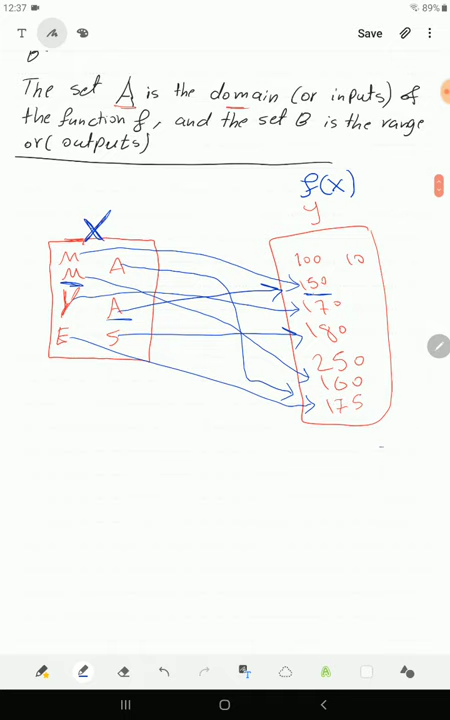 12:37 89%
T Save
The set A is the domain (or inputs) of
the function f, and the set B is the range
or( outputs)
f(x)
X y
M A 100 10
M 150
V A 170
E S 180
250
160
175